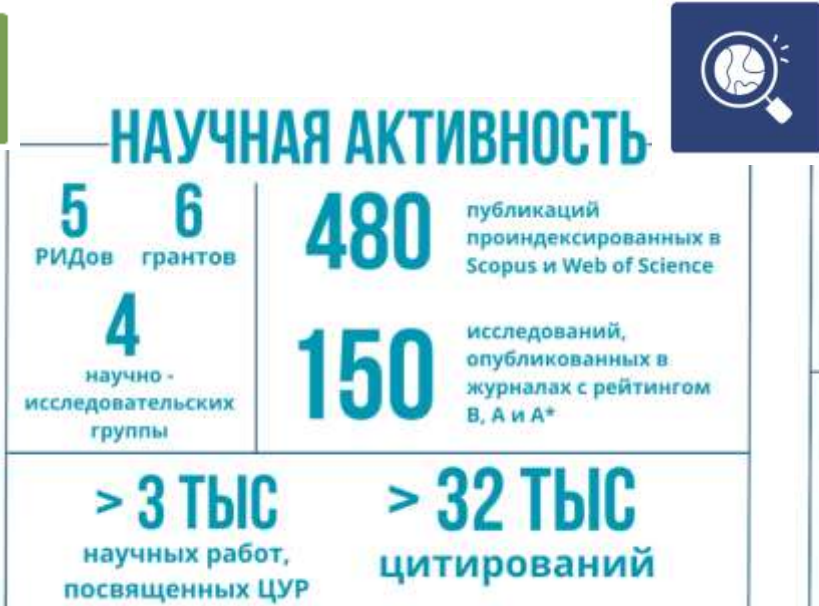 НАУЧНАЯ АКТИВНОСТЬ
5
РИДов
6
грантов
4
научно -
исследовательских
группы
480
публикаций
проиндексированных в
Scopus и Web of Science
150
исследований,
опубликованных в
журналах с рейтингом
B, A и A*
> 3 ТЫС
научных работ,
посвященных ЦУР
> 32 ТЫС
цитирований